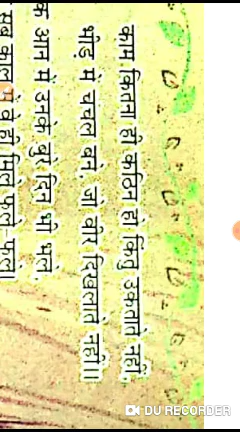 काम कितना ही कठिन हो किंतु उकताते नहीं,
भीड़ में चंचल बने, जो वीर दिखलाते नहीं।।
क आन में उनके बुरे दिन भी भले,
सब काल में वे ही मिले फूले-फले।
DU RECORDER